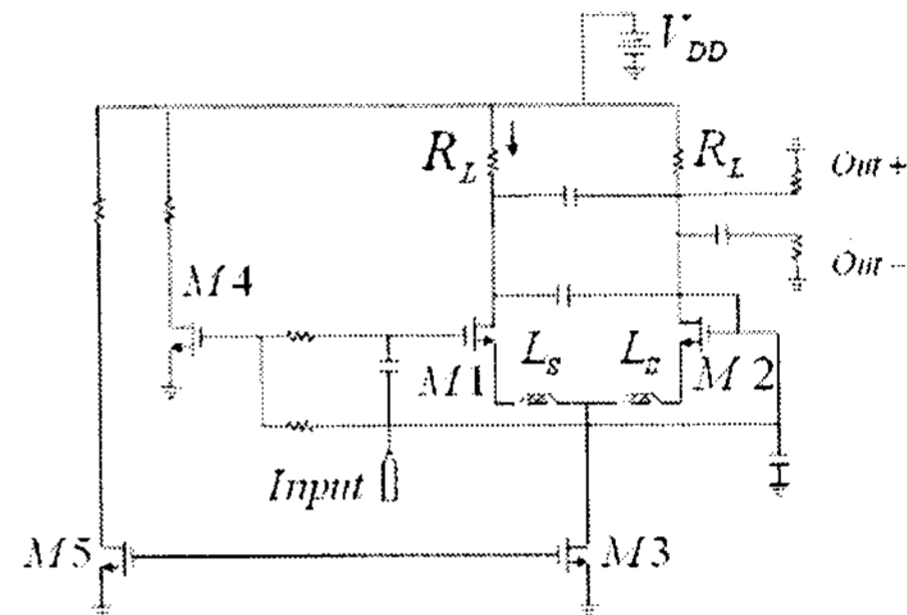 V_DD
R_L
R_L
Out +
Out −
M4
M1
L_s
L_s
M2
Input
M5
M3